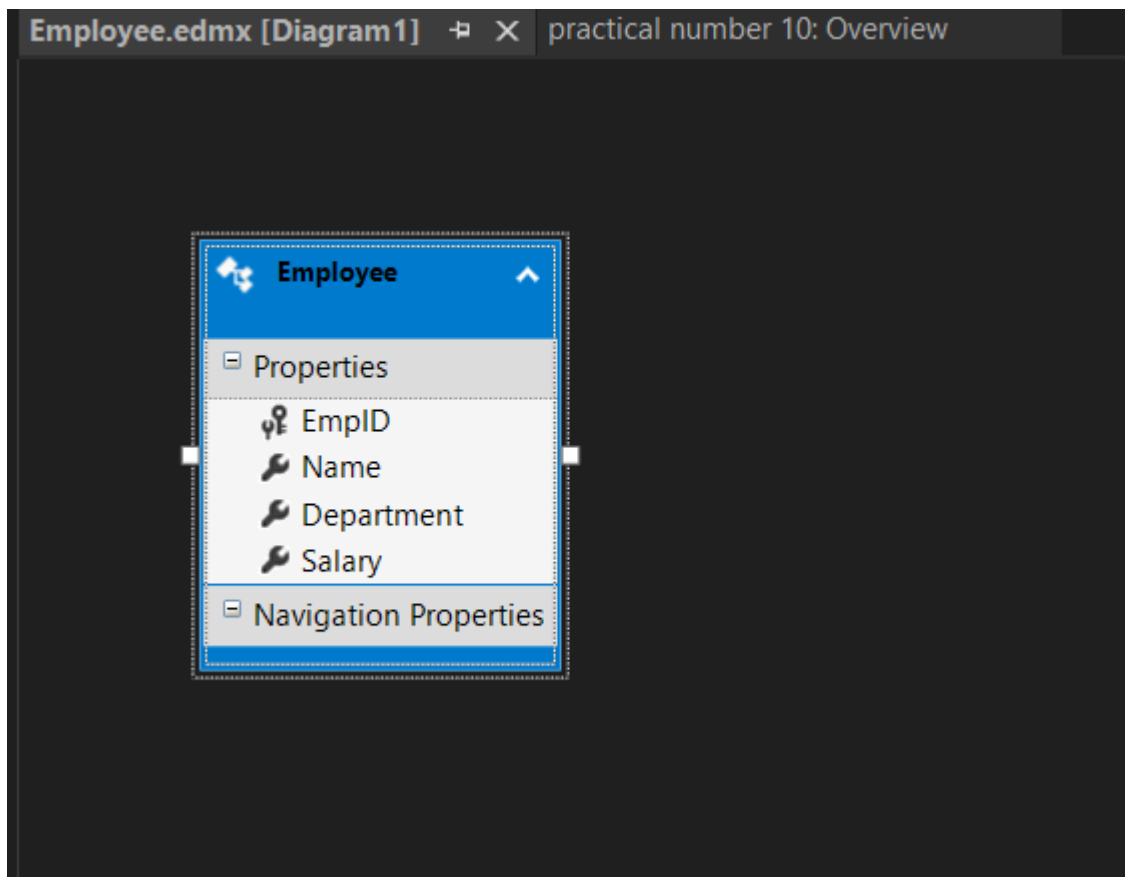 Employee.edmx [Diagram1] practical number 10: Overview
Employee
Properties
EmpID
Name
Department
Salary
Navigation Properties